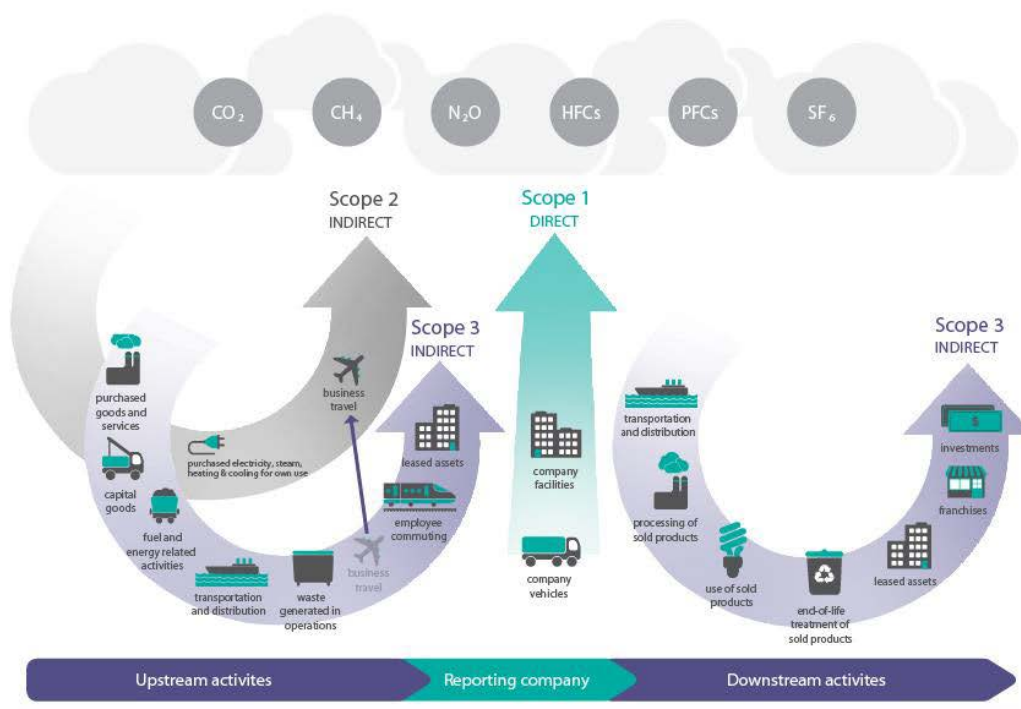 CO₂
CH₄
N₂O
HFCs
PFCs
SF₆
Scope 2
INDIRECT
Scope 1
DIRECT
Scope 3
INDIRECT
Scope 3
INDIRECT
purchased
goods and
services
business
travel
purchased electricity, steam,
heating & cooling for own use
capital
goods
fuel and
energy related
activities
transportation
and distribution
waste
generated in
operations
business
travel
employee
commuting
leased assets
company
facilities
company
vehicles
transportation
and distribution
processing of
sold products
use of sold
products
end-of-life
treatment of
sold products
leased assets
franchises
$
investments
Upstream activites
Reporting company
Downstream activites